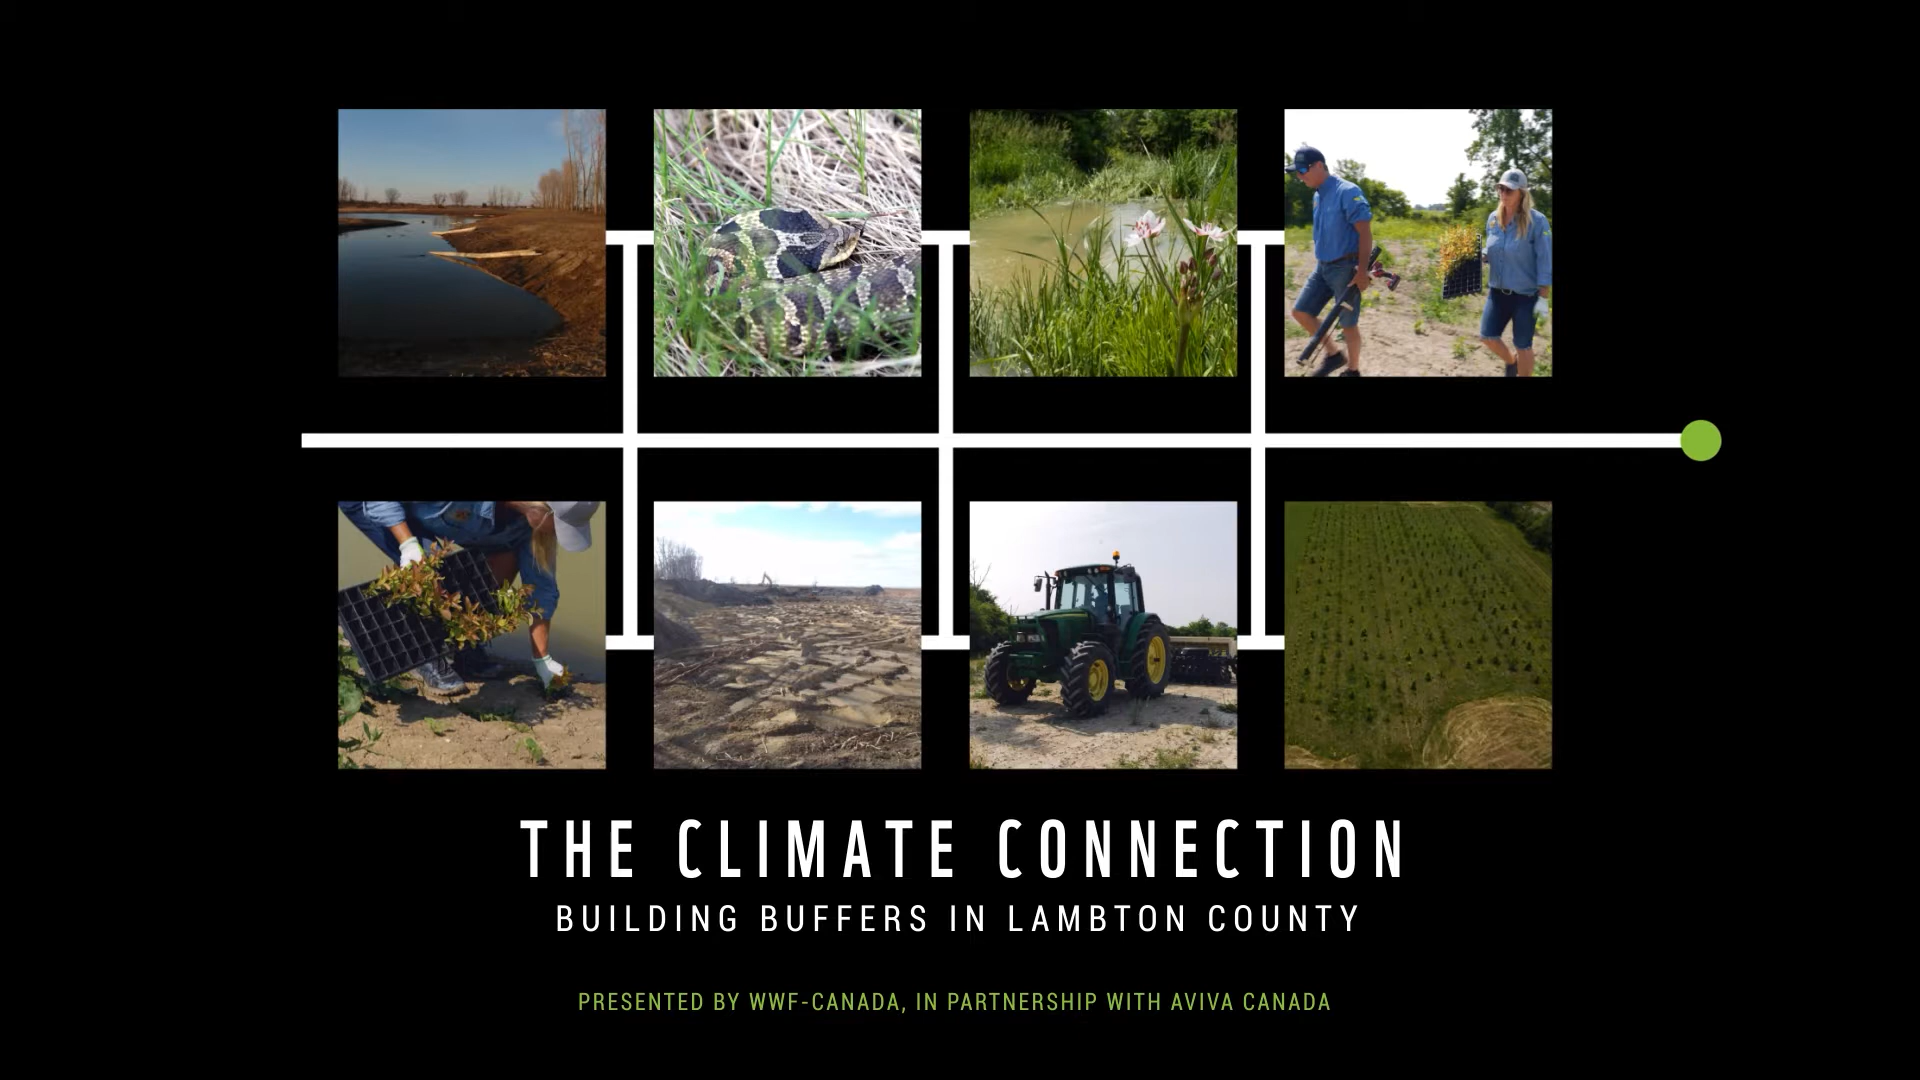 THE CLIMATE CONNECTION
BUILDING BUFFERS IN LAMBTON COUNTY
PRESENTED BY WWF-CANADA, IN PARTNERSHIP WITH AVIVA CANADA